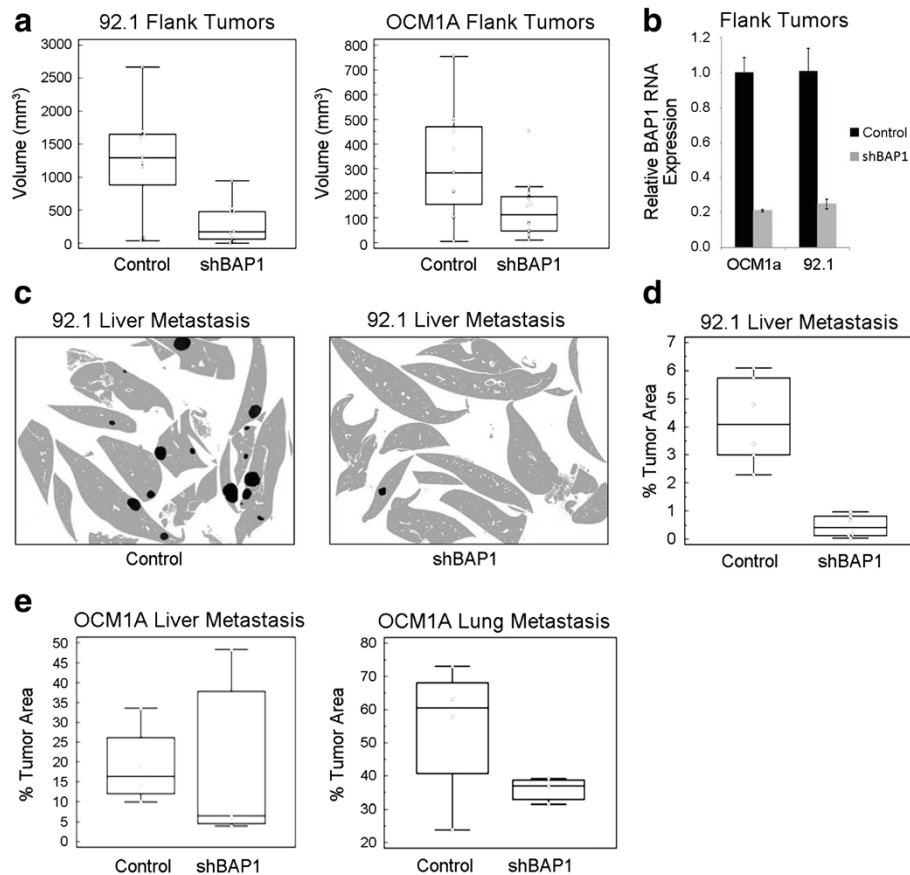 a
92.1 Flank Tumors
Volume (mm³)
3000
2500
2000
1500
1000
500
0
Control
shBAP1
OCM1A Flank Tumors
Volume (mm³)
800
700
600
500
400
300
200
100
0
Control
shBAP1
b
Flank Tumors
Relative BAP1 RNA
Expression
1.2
1.0
0.8
0.6
0.4
0.2
0.0
OCM1a
92.1
Control
shBAP1
c
92.1 Liver Metastasis
Control
92.1 Liver Metastasis
shBAP1
d
92.1 Liver Metastasis
% Tumor Area
7
6
5
4
3
2
1
0
Control
shBAP1
e
OCM1A Liver Metastasis
% Tumor Area
50
45
40
35
30
25
20
15
10
5
0
Control
shBAP1
OCM1A Lung Metastasis
% Tumor Area
80
70
60
50
40
30
20
Control
shBAP1